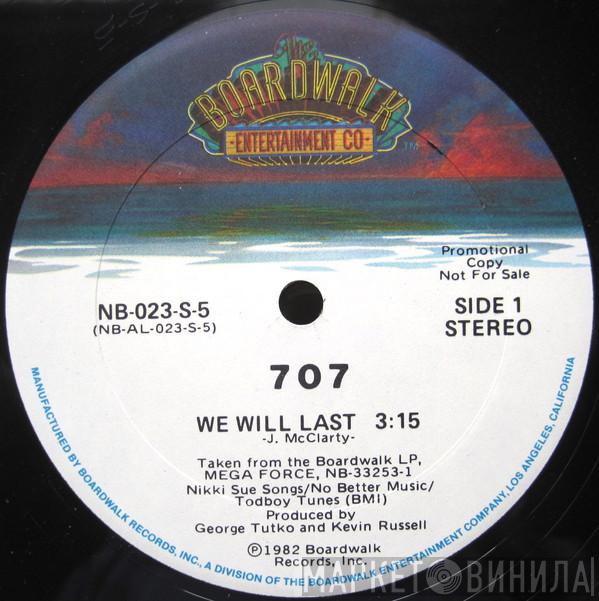 The
BOARDWALK
ENTERTAINMENT CO
TM
Promotional
Copy
Not For Sale
NB-023-S-5
(NB-AL-023-S-5)
SIDE 1
STEREO
707
WE WILL LAST 3:15
-J. McClarty-
Taken from the Boardwalk LP,
MEGA FORCE, NB-33253-1
Nikki Sue Songs/No Better Music/
Todboy Tunes (BMI)
Produced by
George Tutko and Kevin Russell
Ⓟ1982 Boardwalk
Records, Inc.
MANUFACTURED BY BOARDWALK RECORDS, INC., A DIVISION OF THE BOARDWALK ENTERTAINMENT COMPANY, LOS ANGELES, CALIFORNIA
МАРКЕТ ВИНИЛА